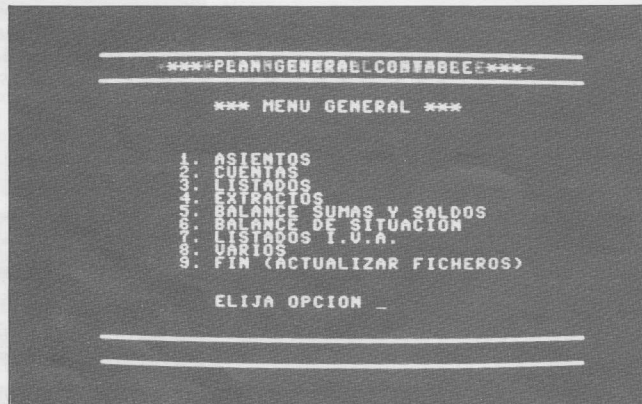 *** PLAN GENERAL CONTABLE ***
*** MENU GENERAL ***
1. ASIENTOS
2. CUENTAS
3. LISTADOS
4. EXTRACTOS
5. BALANCE SUMAS Y SALDOS
6. BALANCE DE SITUACION
7. LISTADOS I.V.A.
8. VARIOS
9. FIN (ACTUALIZAR FICHEROS)
ELIJA OPCION _